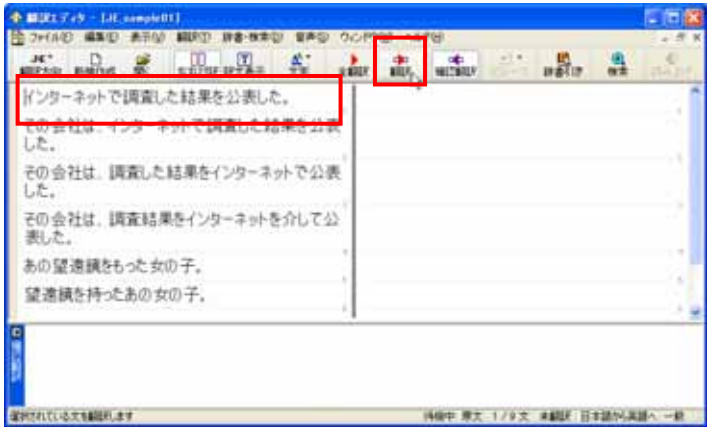 翻訳エディタ - [JE_sample01]
ファイル(F) 編集(E) 表示(V) 翻訳(T) 辞書・検索(D) 音声(S)
翻訳 辞書引き 検索
インターネットで調査した結果を公表した。
その会社は、インターネットで調査した結果を公表
した。
その会社は、調査した結果をインターネットで公表
した。
その会社は、調査結果をインターネットを介して公
表した。
あの望遠鏡をもった女の子。
望遠鏡を持ったあの女の子。
選択されている文を翻訳します
待機中 原文 1/9文 未翻訳 日本語から英語へ 一般